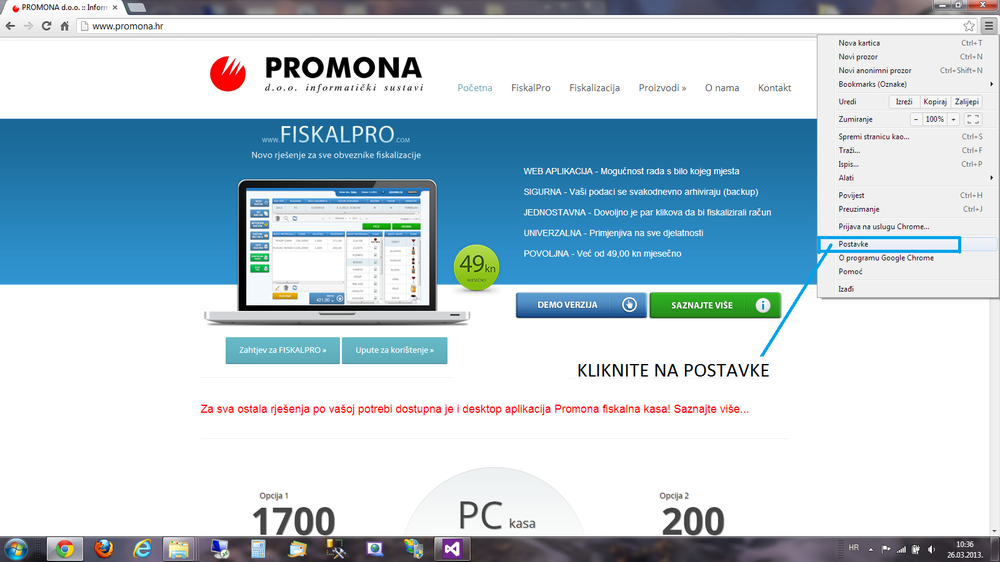 PROMONA d.o.o. :: Inforn
www.promona.hr
PROMONA
d.o.o. informatički sustavi
Početna FiskalPro Fiskalizacija Proizvodi » O nama Kontakt
www.FISKALPRO.COM
Novo rješenje za sve obveznike fiskalizacije
WEB APLIKACIJA - Mogućnost rada s bilo kojeg mjesta
SIGURNA - Vaši podaci se svakodnevno arhiviraju (backup)
JEDNOSTAVNA - Dovoljno je par klikova da bi fiskalizirali račun
UNIVERZALNA - Primjenjiva na sve djelatnosti
POVOLJNA - Već od 49,00 kn mjesečno
49kn
MJESEČNO
421,00
DEMO VERZIJA
SAZNAJTE VIŠE
Zahtjev za FISKALPRO »
Upute za korištenje »
KLIKNITE NA POSTAVKE
Za sva ostala rješenja po vašoj potrebi dostupna je i desktop aplikacija Promona fiskalna kasa! Saznajte više...
Opcija 1
1700
PC kasa
Opcija 2
200
Nova kartica Ctrl+T
Novi prozor Ctrl+N
Novi anonimni prozor Ctrl+Shift+N
Bookmarks (Oznake)
Uredi Izreži Kopiraj Zalijepi
Zumiranje − 100% +
Spremi stranicu kao... Ctrl+S
Traži... Ctrl+F
Ispis... Ctrl+P
Alati
Povijest Ctrl+H
Preuzimanje Ctrl+J
Prijava na uslugu Chrome...
Postavke
O programu Google Chrome
Pomoć
Izađi
HR
10:36
26.03.2013.